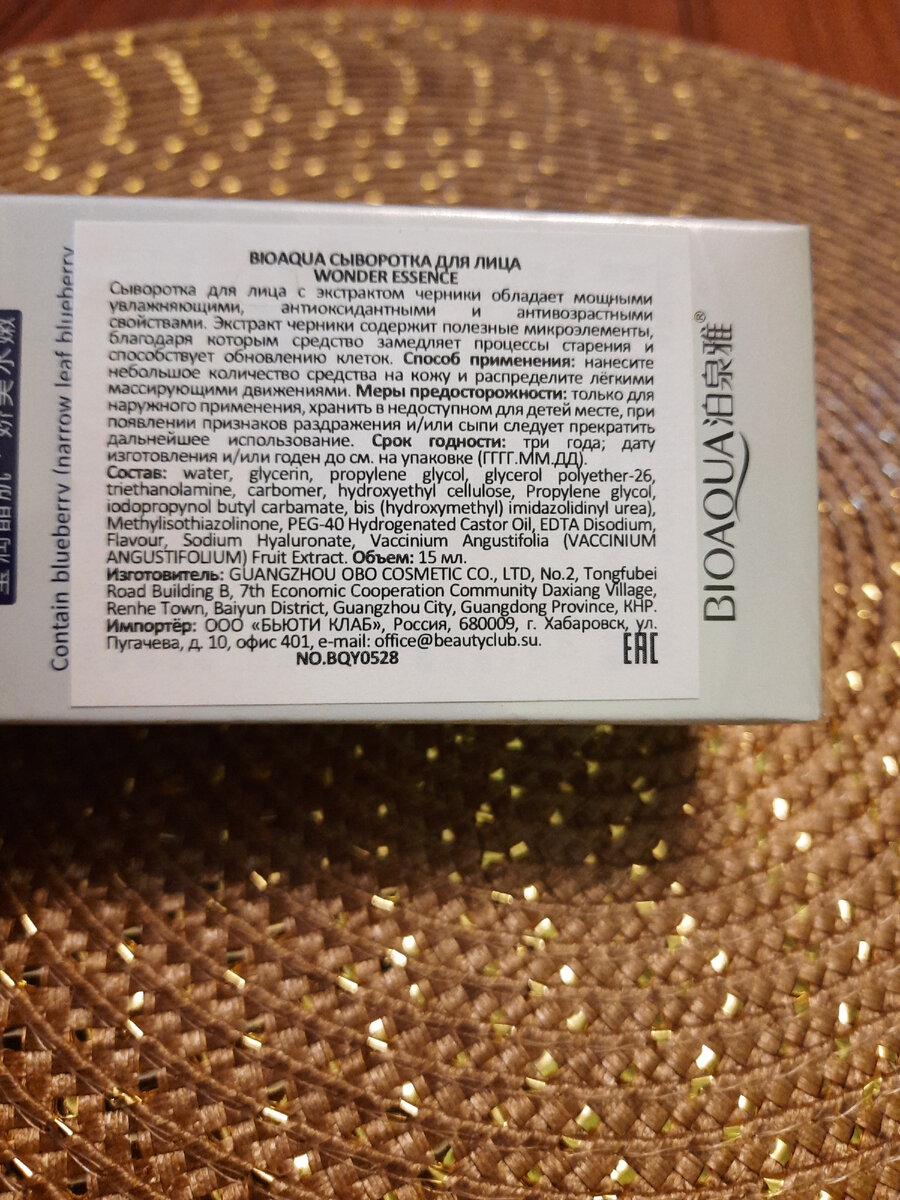 BIOAQUA СЫВОРОТКА ДЛЯ ЛИЦА
WONDER ESSENCE
Сыворотка для лица с экстрактом черники обладает мощными
увлажняющими, антиоксидантными и антивозрастными
свойствами. Экстракт черники содержит полезные микроэлементы,
благодаря которым средство замедляет процессы старения и
способствует обновлению клеток. Способ применения: нанесите
небольшое количество средства на кожу и распределите лёгкими
массирующими движениями. Меры предосторожности: только для
наружного применения, хранить в недоступном для детей месте, при
появлении признаков раздражения и/или сыпи следует прекратить
дальнейшее использование. Срок годности: три года; дату
изготовления и/или годен до см. на упаковке (ГГГГ.ММ.ДД).
Состав: water, glycerin, propylene glycol, glycerol polyether-26,
triethanolamine, carbomer, hydroxyethyl cellulose, Propylene glycol,
iodopropynol butyl carbamate, bis (hydroxymethyl) imidazolidinyl urea),
Methylisothiazolinone, PEG-40 Hydrogenated Castor Oil, EDTA Disodium,
Flavour, Sodium Hyaluronate, Vaccinium Angustifolia (VACCINIUM
ANGUSTIFOLIUM) Fruit Extract. Объем: 15 мл.
Изготовитель: GUANGZHOU OBO COSMETIC CO., LTD, No.2, Tongfubei
Road Building B, 7th Economic Cooperation Community Daxiang Village,
Renhe Town, Baiyun District, Guangzhou City, Guangdong Province, КНР.
Импортёр: ООО «БЬЮТИ КЛАБ», Россия, 680009, г. Хабаровск, ул.
Пугачева, д. 10, офис 401, e-mail: office@beautyclub.su.
NO.BQY0528
EAC
Contain blueberry (narrow leaf blueberry
BIOAQUA泊泉雅®